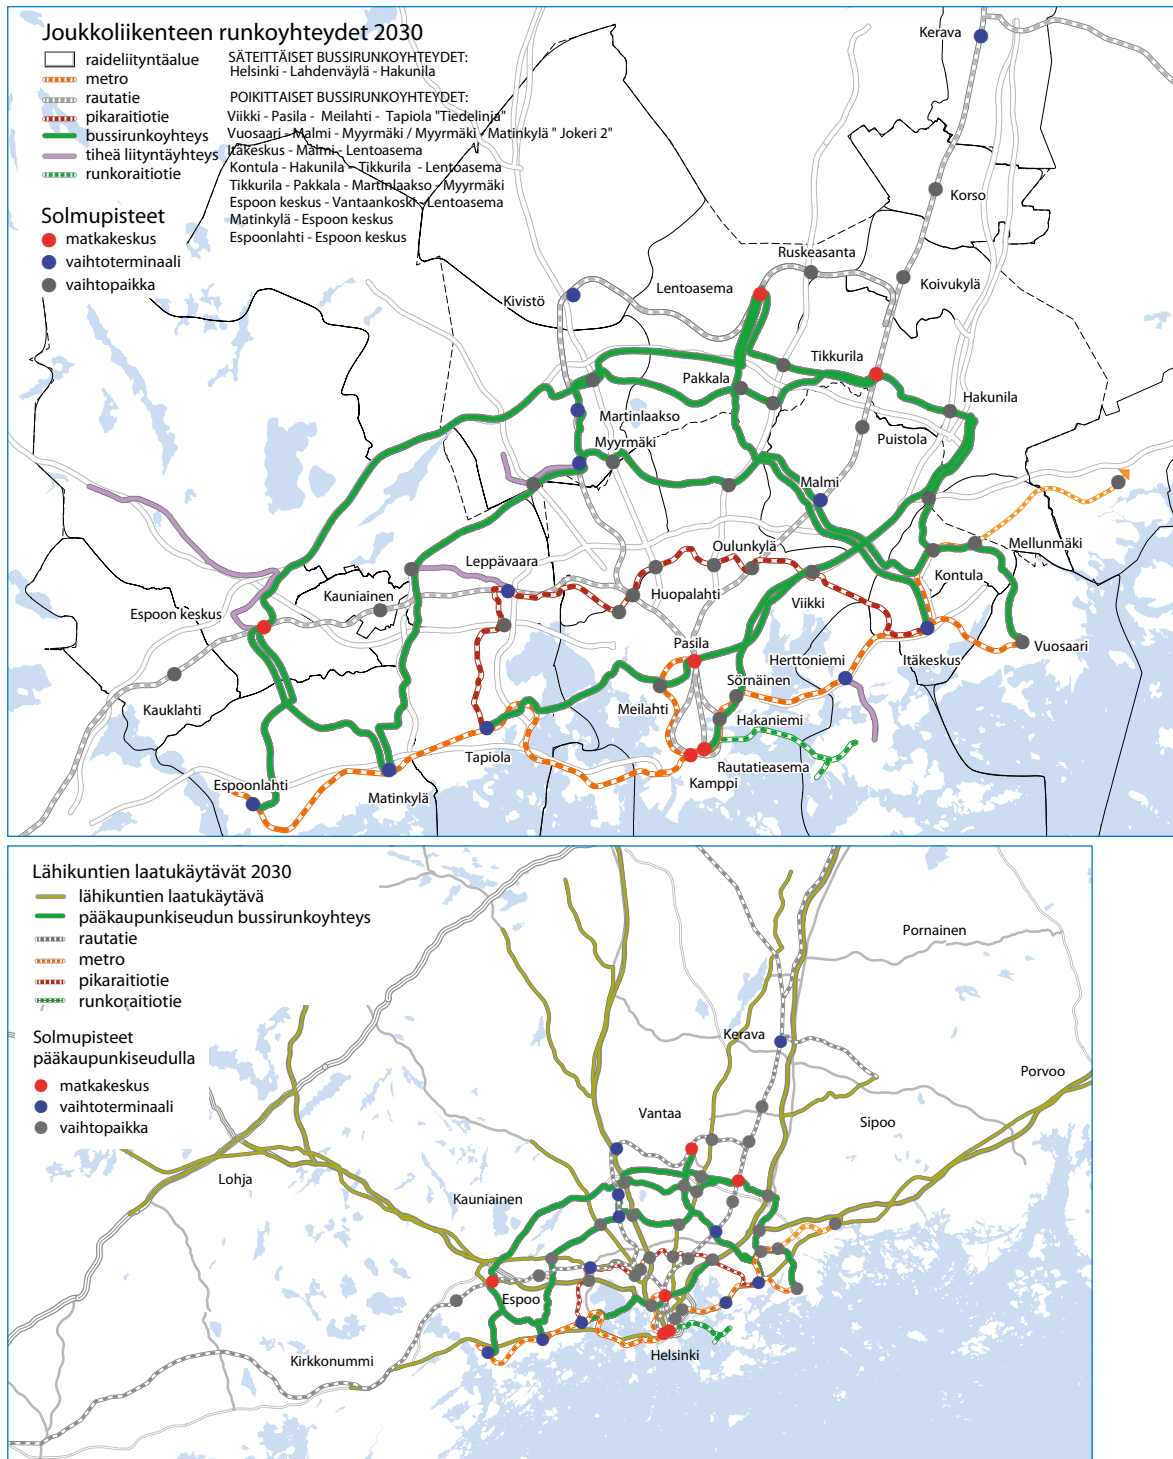 Joukkoliikenteen runkoyhteydet 2030
raideliityntäalue
metro
rautatie
pikaraitiotie
bussirunkoyhteys
tiheä liityntäyhteys
runkoraitiotie
SÄTEITTÄISET BUSSIRUNKOYHTEYDET:
Helsinki - Lahdenväylä - Hakunila
POIKITTAISET BUSSIRUNKOYHTEYDET:
Viikki - Pasila - Meilahti - Tapiola "Tiedelinja"
Vuosaari - Malmi - Myyrmäki / Myyrmäki - Matinkylä " Jokeri 2"
Itäkeskus - Malmi - Lentoasema
Kontula - Hakunila - Tikkurila - Lentoasema
Tikkurila - Pakkala - Martinlaakso - Myyrmäki
Espoon keskus - Vantaankoski - Lentoasema
Matinkylä - Espoon keskus
Espoonlahti - Espoon keskus
Solmupisteet
matkakeskus
vaihtoterminaali
vaihtopaikka
Kerava
Korso
Ruskeasanta
Koivukylä
Lentoasema
Kivistö
Tikkurila
Pakkala
Hakunila
Martinlaakso
Puistola
Myyrmäki
Malmi
Oulunkylä
Mellunmäki
Leppävaara
Kontula
Kauniainen
Huopalahti
Viikki
Espoon keskus
Pasila
Vuosaari
Herttoniemi
Itäkeskus
Sörnäinen
Kauklahti
Meilahti
Hakaniemi
Tapiola
Rautatieasema
Kamppi
Espoonlahti
Matinkylä
Lähikuntien laatukäytävät 2030
lähikuntien laatukäytävä
pääkaupunkiseudun bussirunkoyhteys
rautatie
metro
pikaraitiotie
runkoraitiotie
Solmupisteet
pääkaupunkiseudulla
matkakeskus
vaihtoterminaali
vaihtopaikka
Pornainen
Kerava
Porvoo
Vantaa
Sipoo
Lohja
Kauniainen
Espoo
Kirkkonummi
Helsinki